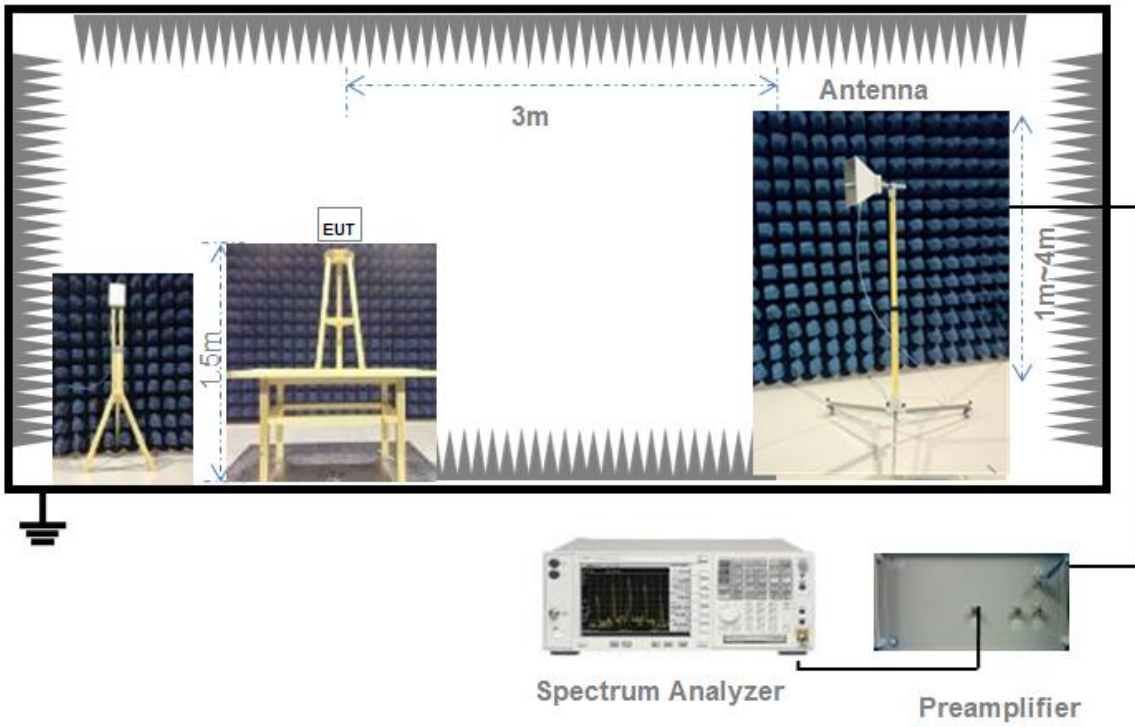 Antenna
3m
EUT
1.5m
1m~4m
Spectrum Analyzer
Preamplifier